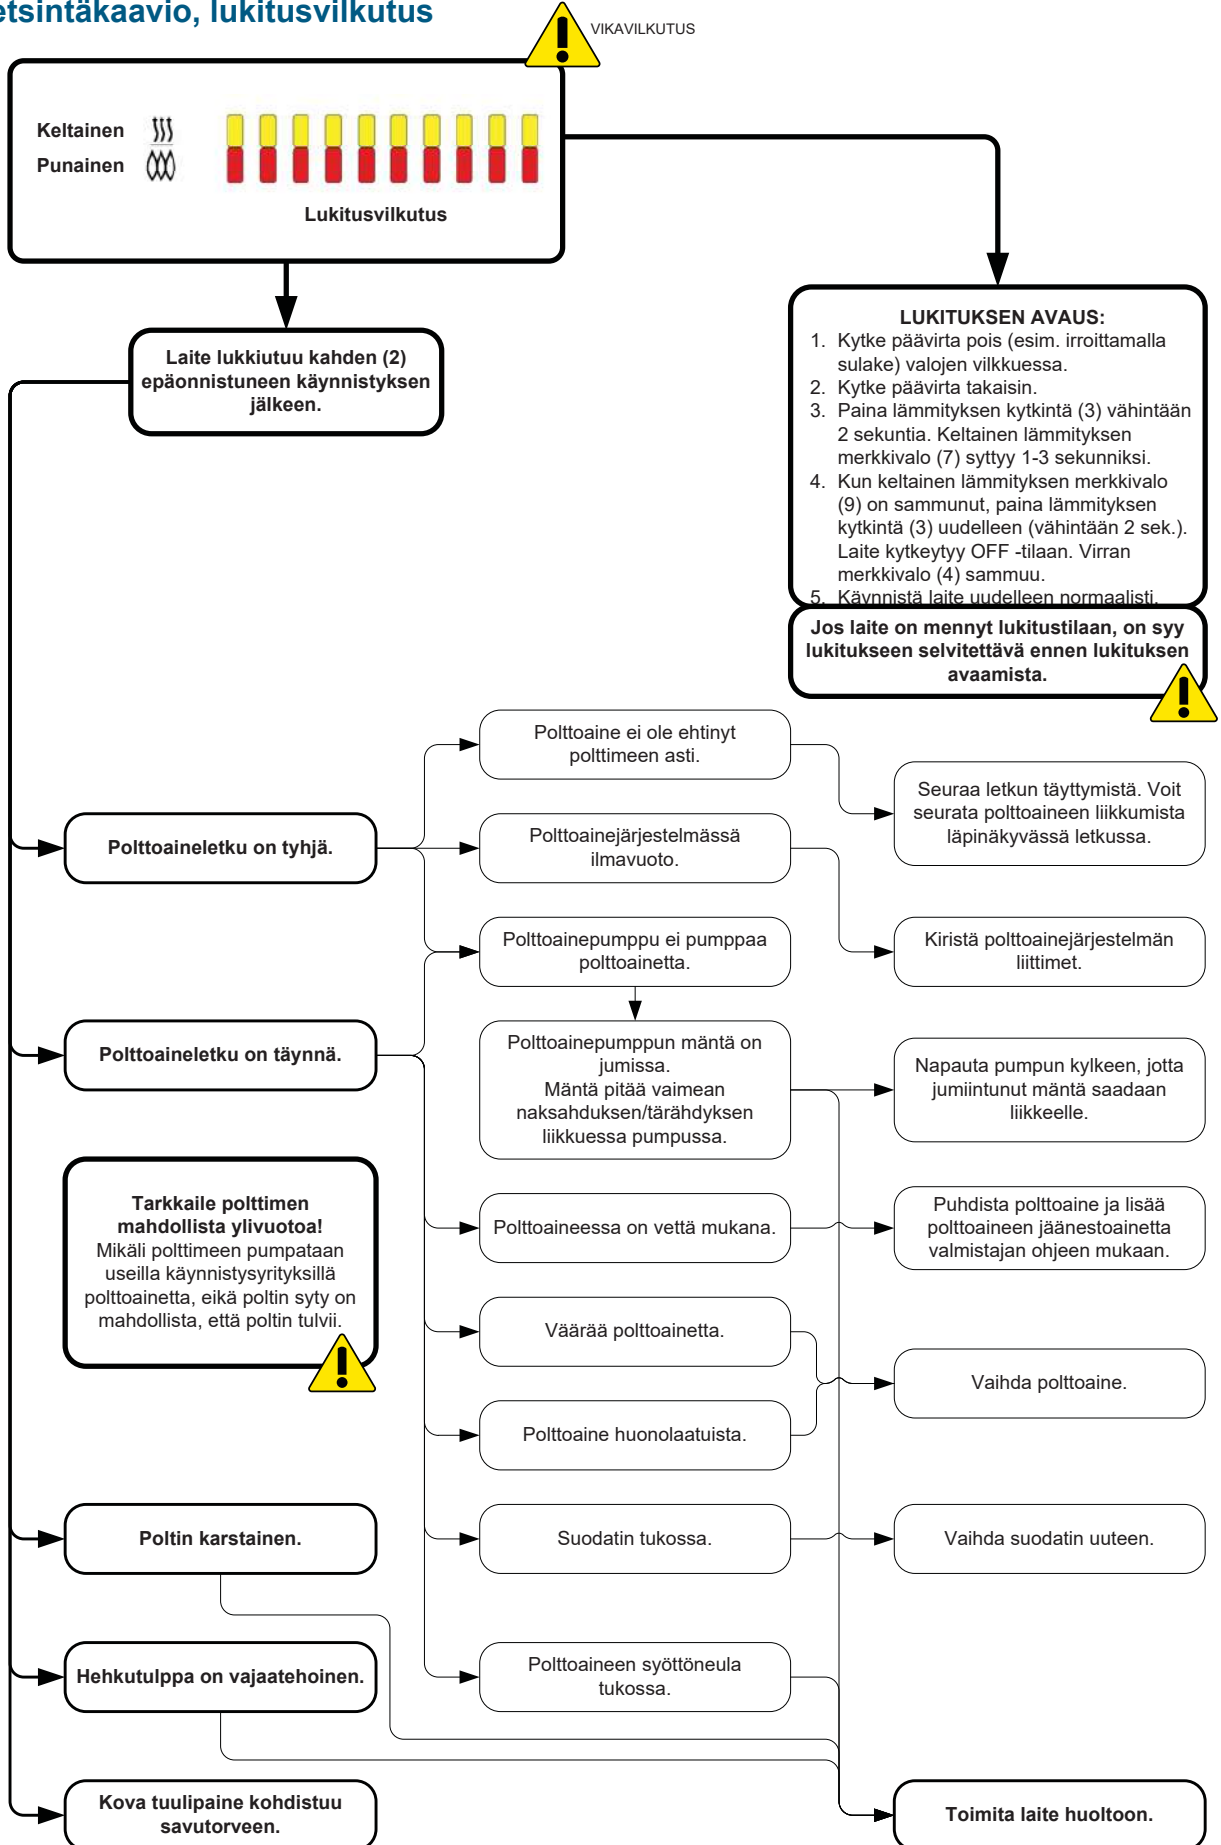 etsintäkaavio, lukitusvilkutus
VIKAVILKUTUS
Keltainen
Punainen
Lukitusvilkutus
Laite lukkiutuu kahden (2)
epäonnistuneen käynnistyksen
jälkeen.
LUKITUKSEN AVAUS:
1. Kytke päävirta pois (esim. irroittamalla
sulake) valojen vilkkuessa.
2. Kytke päävirta takaisin.
3. Paina lämmityksen kytkintä (3) vähintään
2 sekuntia. Keltainen lämmityksen
merkkivalo (7) syttyy 1-3 sekunniksi.
4. Kun keltainen lämmityksen merkkivalo
(9) on sammunut, paina lämmityksen
kytkintä (3) uudelleen (vähintään 2 sek.).
Laite kytkeytyy OFF -tilaan. Virran
merkkivalo (4) sammuu.
5. Käynnistä laite uudelleen normaalisti.
Jos laite on mennyt lukitustilaan, on syy
lukitukseen selvitettävä ennen lukituksen
avaamista.
Polttoaine ei ole ehtinyt
polttimeen asti.
Seuraa letkun täyttymistä. Voit
seurata polttoaineen liikkumista
läpinäkyvässä letkussa.
Polttoaineletku on tyhjä.
Polttoainejärjestelmässä
ilmavuoto.
Polttoainepumppu ei pumppaa
polttoainetta.
Kiristä polttoainejärjestelmän
liittimet.
Polttoaineletku on täynnä.
Polttoainepumppun mäntä on
jumissa.
Mäntä pitää vaimean
naksahduksen/tärähdyksen
liikkuessa pumpussa.
Napauta pumpun kylkeen, jotta
jumiintunut mäntä saadaan
liikkeelle.
Tarkkaile polttimen
mahdollista ylivuotoa!
Mikäli polttimeen pumpataan
useilla käynnistysyrityksillä
polttoainetta, eikä poltin syty on
mahdollista, että poltin tulvii.
Polttoaineessa on vettä mukana.
Puhdista polttoaine ja lisää
polttoaineen jäänestoainetta
valmistajan ohjeen mukaan.
Väärää polttoainetta.
Vaihda polttoaine.
Polttoaine huonolaatuista.
Poltin karstainen.
Suodatin tukossa.
Vaihda suodatin uuteen.
Hehkutulppa on vajaatehoinen.
Polttoaineen syöttöneula
tukossa.
Kova tuulipaine kohdistuu
savutorveen.
Toimita laite huoltoon.